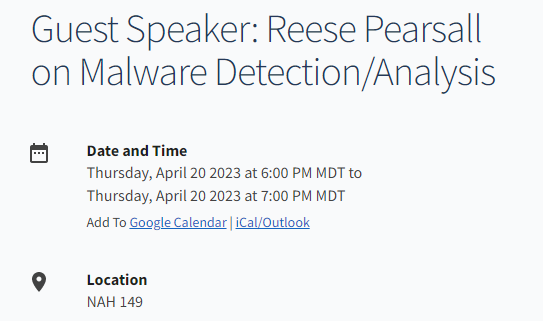 Guest Speaker: Reese Pearsall
on Malware Detection/Analysis
Date and Time
Thursday, April 20 2023 at 6:00 PM MDT to
Thursday, April 20 2023 at 7:00 PM MDT
Add To Google Calendar | iCal/Outlook
Location
NAH 149